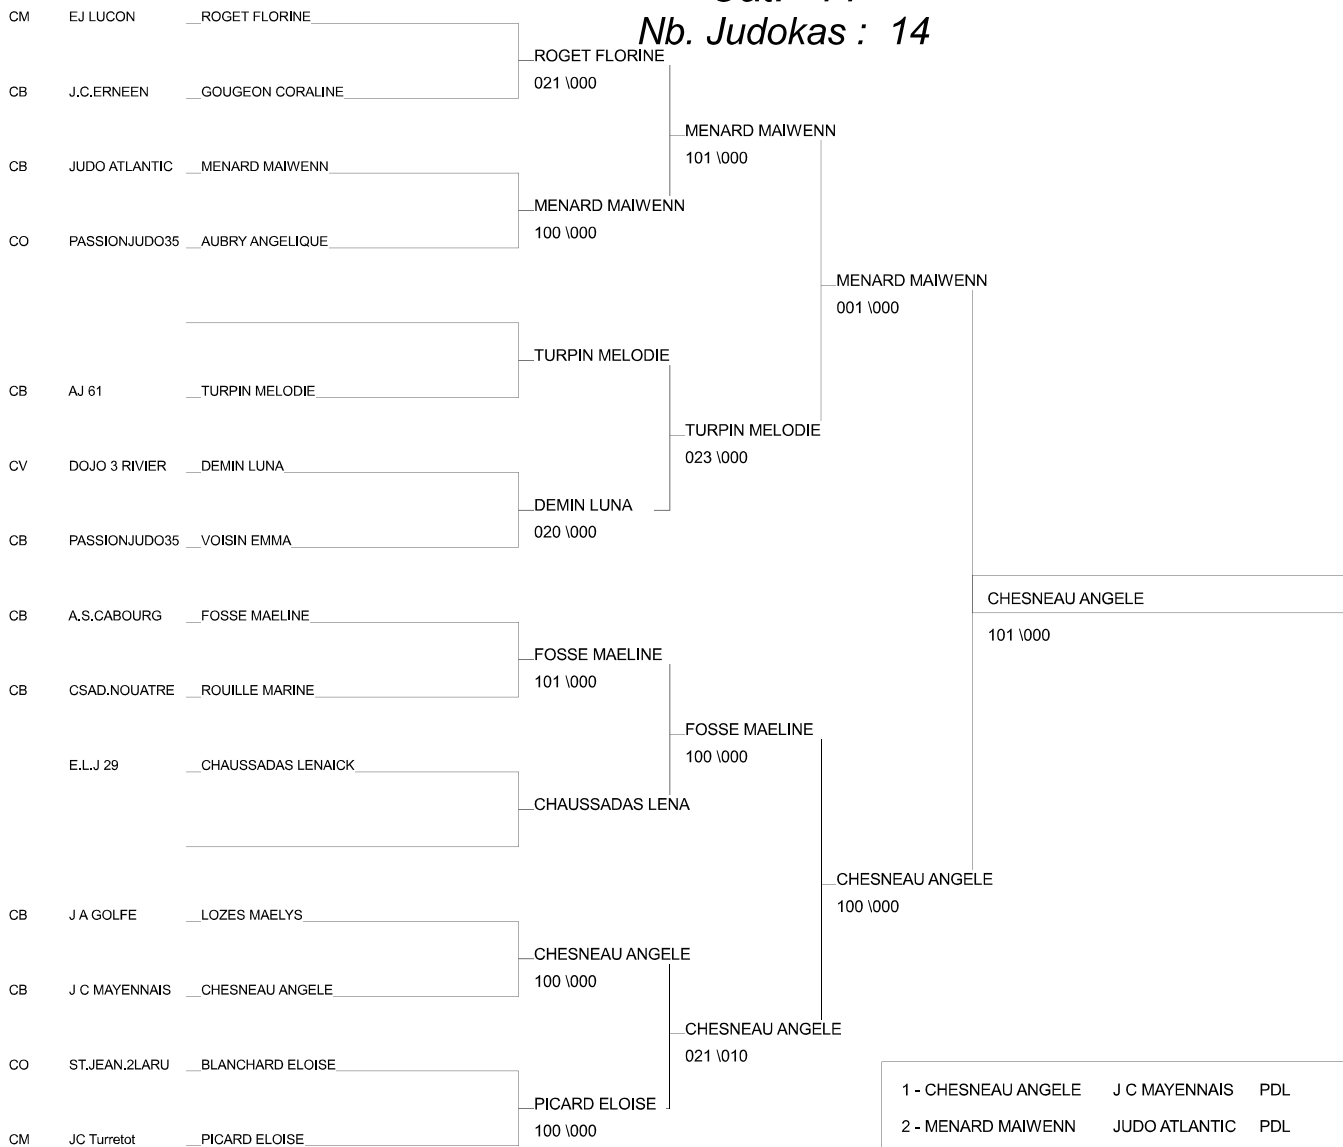 CM EJ LUCON ROGET FLORINE
Nb. Judokas : 14
ROGET FLORINE
021 \000
CB J.C.ERNEEN GOUGEON CORALINE
MENARD MAIWENN
101 \000
CB JUDO ATLANTIC MENARD MAIWENN
MENARD MAIWENN
100 \000
CO PASSIONJUDO35 AUBRY ANGELIQUE
MENARD MAIWENN
001 \000
TURPIN MELODIE
CB AJ 61 TURPIN MELODIE
TURPIN MELODIE
023 \000
CV DOJO 3 RIVIER DEMIN LUNA
DEMIN LUNA
020 \000
CB PASSIONJUDO35 VOISIN EMMA
CHESNEAU ANGELE
101 \000
CB A.S.CABOURG FOSSE MAELINE
FOSSE MAELINE
101 \000
CB CSAD.NOUATRE ROUILLE MARINE
FOSSE MAELINE
100 \000
E.L.J 29 CHAUSSADAS LENAICK
CHAUSSADAS LENA
CHESNEAU ANGELE
100 \000
CB J A GOLFE LOZES MAELYS
CHESNEAU ANGELE
100 \000
CB J C MAYENNAIS CHESNEAU ANGELE
CHESNEAU ANGELE
021 \010
CO ST.JEAN.2LARU BLANCHARD ELOISE
PICARD ELOISE
100 \000
CM JC Turretot PICARD ELOISE
1 - CHESNEAU ANGELE J C MAYENNAIS PDL
2 - MENARD MAIWENN JUDO ATLANTIC PDL